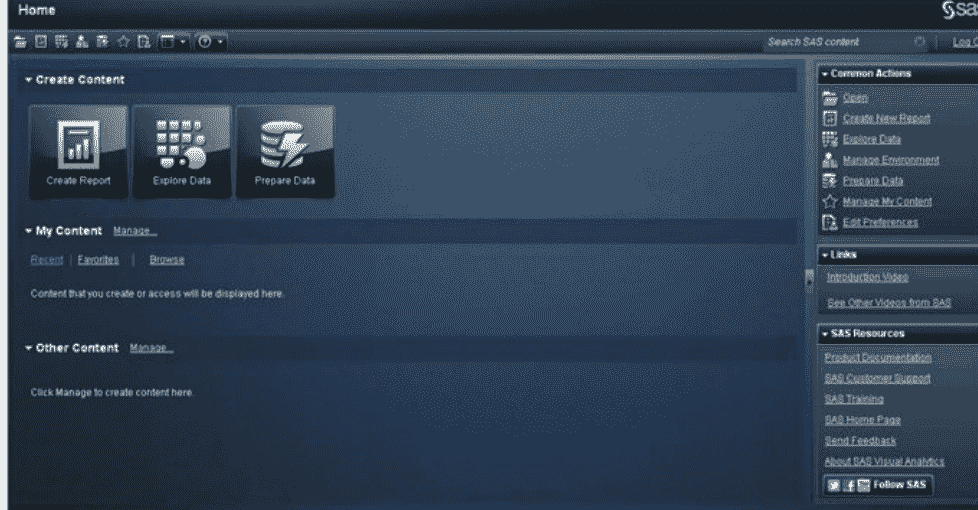 Home
sas
Search SAS content
Create Content
Create Report
Explore Data
Prepare Data
My Content Manage...
Recent | Favorites | Browse
Content that you create or access will be displayed here.
Other Content Manage...
Click Manage to create content here.
Common Actions
Open
Create New Report
Explore Data
Manage Environment
Prepare Data
Manage My Content
Edit Preferences
Links
Introduction Video
See Other Videos from SAS
SAS Resources
Product Documentation
SAS Customer Support
SAS Training
SAS Home Page
Send Feedback
About SAS Visual Analytics
Follow SAS